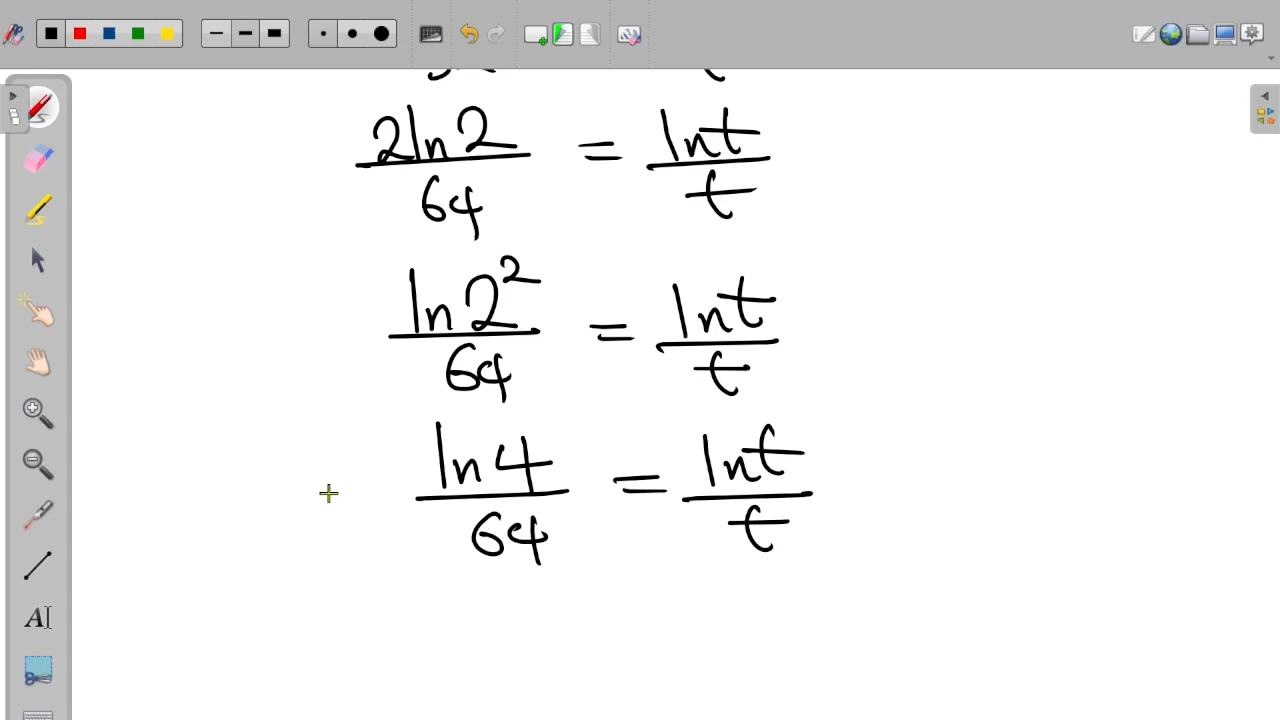 2ln2/64 = lnt/t
ln2²/64 = lnt/t
ln4/64 = lnt/t